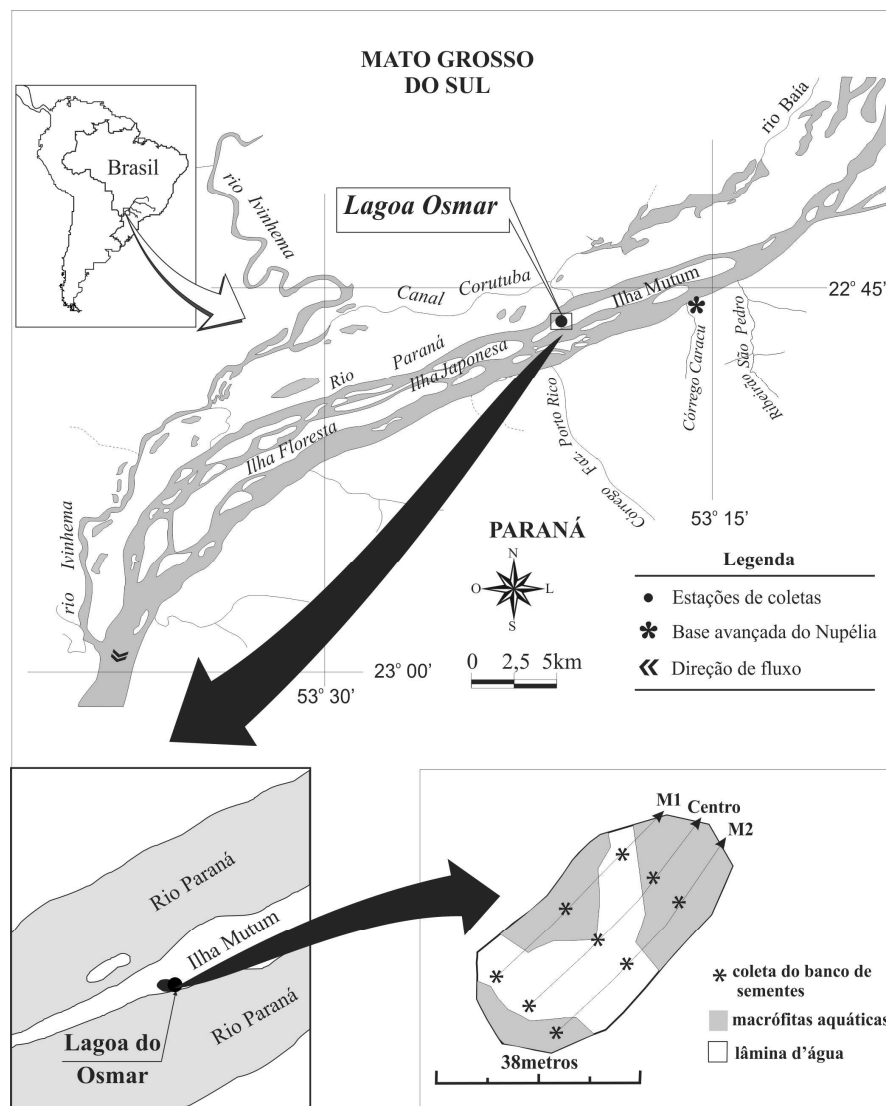 MATO GROSSO
DO SUL
Brasil
rio Ivinhema
rio Baía
Lagoa Osmar
Canal Corutuba
Ilha Mutum
22° 45'
Rio Paraná
Ilha Japonesa
Ilha Floresta
Córrego Faz. Porto Rico
Córrego Caracu
Ribeirão São Pedro
53° 15'
rio Ivinhema
PARANÁ
N
O L
S
0 2,5 5km
23° 00'
53° 30'
Legenda
Estações de coletas
Base avançada do Nupélia
Direção de fluxo
Rio Paraná
Ilha Mutum
Rio Paraná
Lagoa do
Osmar
M1
Centro
M2
38metros
coleta do banco de
sementes
macrófitas aquáticas
lâmina d'água